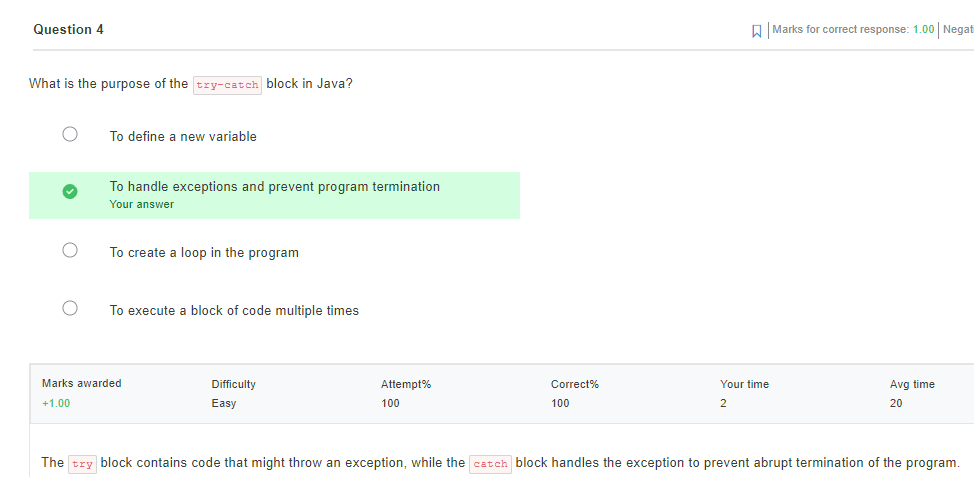 Question 4
Marks for correct response: 1.00
What is the purpose of the try-catch block in Java?
To define a new variable
To handle exceptions and prevent program termination
Your answer
To create a loop in the program
To execute a block of code multiple times
Marks awarded Difficulty Attempt% Correct% Your time Avg time
+1.00 Easy 100 100 2 20
The try block contains code that might throw an exception, while the catch block handles the exception to prevent abrupt termination of the program.